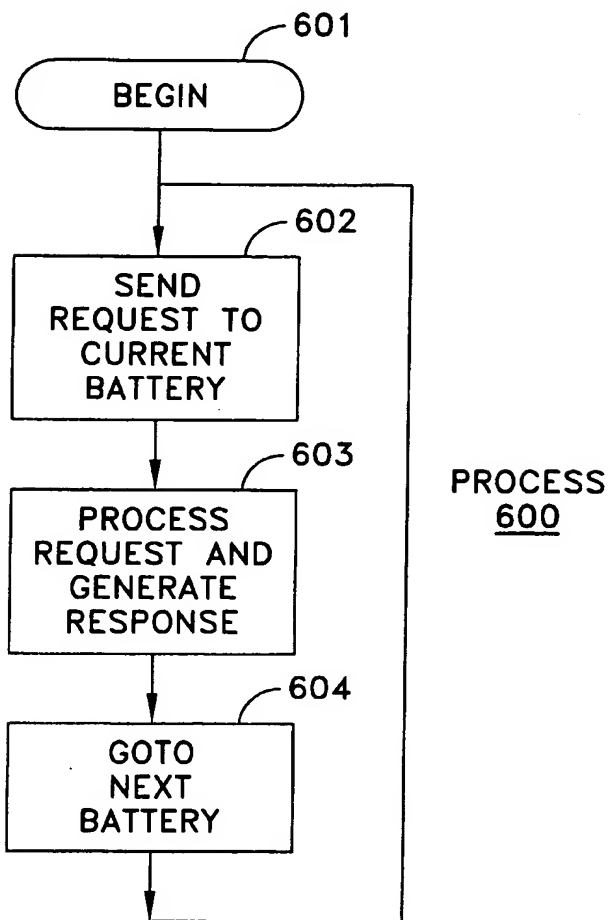 601
BEGIN
602
SEND
REQUEST TO
CURRENT
BATTERY
603
PROCESS
REQUEST AND
GENERATE
RESPONSE
PROCESS
600
604
GOTO
NEXT
BATTERY